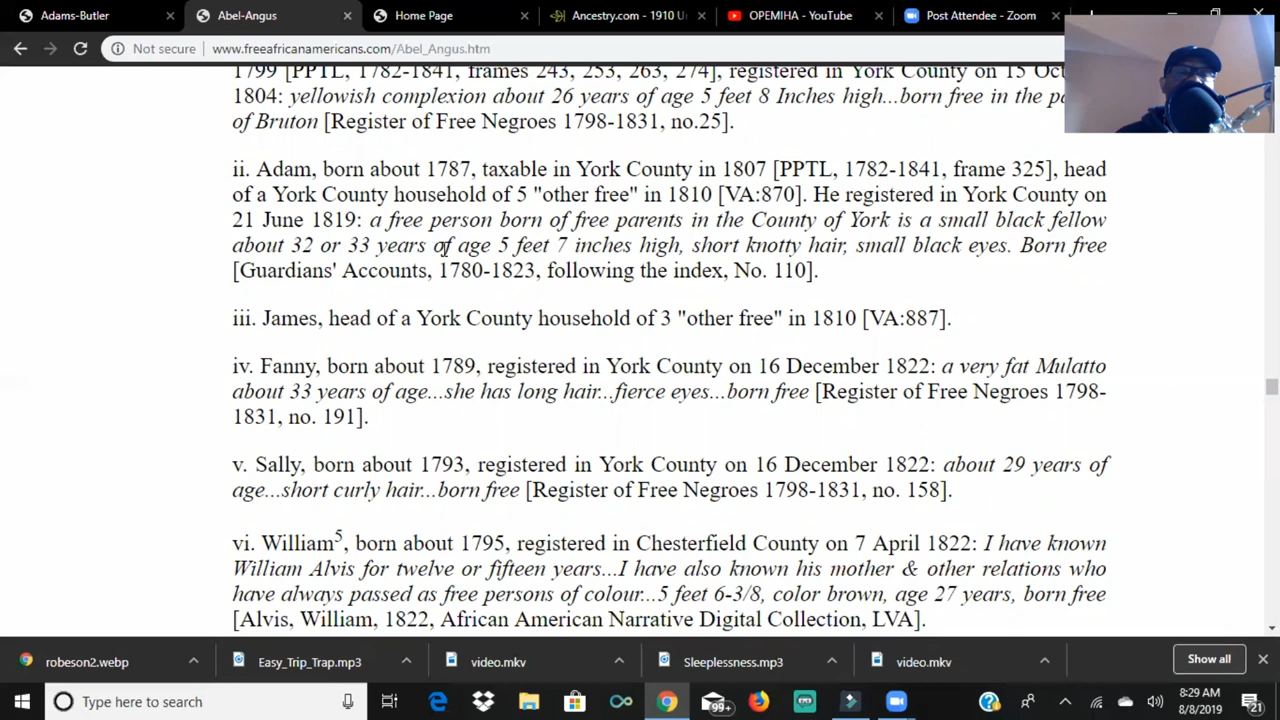 Adams-Butler
Abel-Angus
Home Page
Ancestry.com - 1910 U
OPEMIHA - YouTube
Post Attendee - Zoom
Not secure
www.freeafricanamericans.com/Abel_Angus.htm
1799 [PPTL, 1782-1841, frames 243, 253, 263, 274], registered in York County on 15 Oc
1804: yellowish complexion about 26 years of age 5 feet 8 Inches high...born free in the pa
of Bruton [Register of Free Negroes 1798-1831, no.25].
ii. Adam, born about 1787, taxable in York County in 1807 [PPTL, 1782-1841, frame 325], head
of a York County household of 5 "other free" in 1810 [VA:870]. He registered in York County on
21 June 1819: a free person born of free parents in the County of York is a small black fellow
about 32 or 33 years of age 5 feet 7 inches high, short knotty hair, small black eyes. Born free
[Guardians' Accounts, 1780-1823, following the index, No. 110].
iii. James, head of a York County household of 3 "other free" in 1810 [VA:887].
iv. Fanny, born about 1789, registered in York County on 16 December 1822: a very fat Mulatto
about 33 years of age...she has long hair...fierce eyes...born free [Register of Free Negroes 1798-
1831, no. 191].
v. Sally, born about 1793, registered in York County on 16 December 1822: about 29 years of
age...short curly hair...born free [Register of Free Negroes 1798-1831, no. 158].
vi. William5, born about 1795, registered in Chesterfield County on 7 April 1822: I have known
William Alvis for twelve or fifteen years...I have also known his mother & other relations who
have always passed as free persons of colour...5 feet 6-3/8, color brown, age 27 years, born free
[Alvis, William, 1822, African American Narrative Digital Collection, LVA].
robeson2.webp
Easy_Trip_Trap.mp3
video.mkv
Sleeplessness.mp3
video.mkv
Show all
Type here to search
99+
8:29 AM
8/8/2019
21